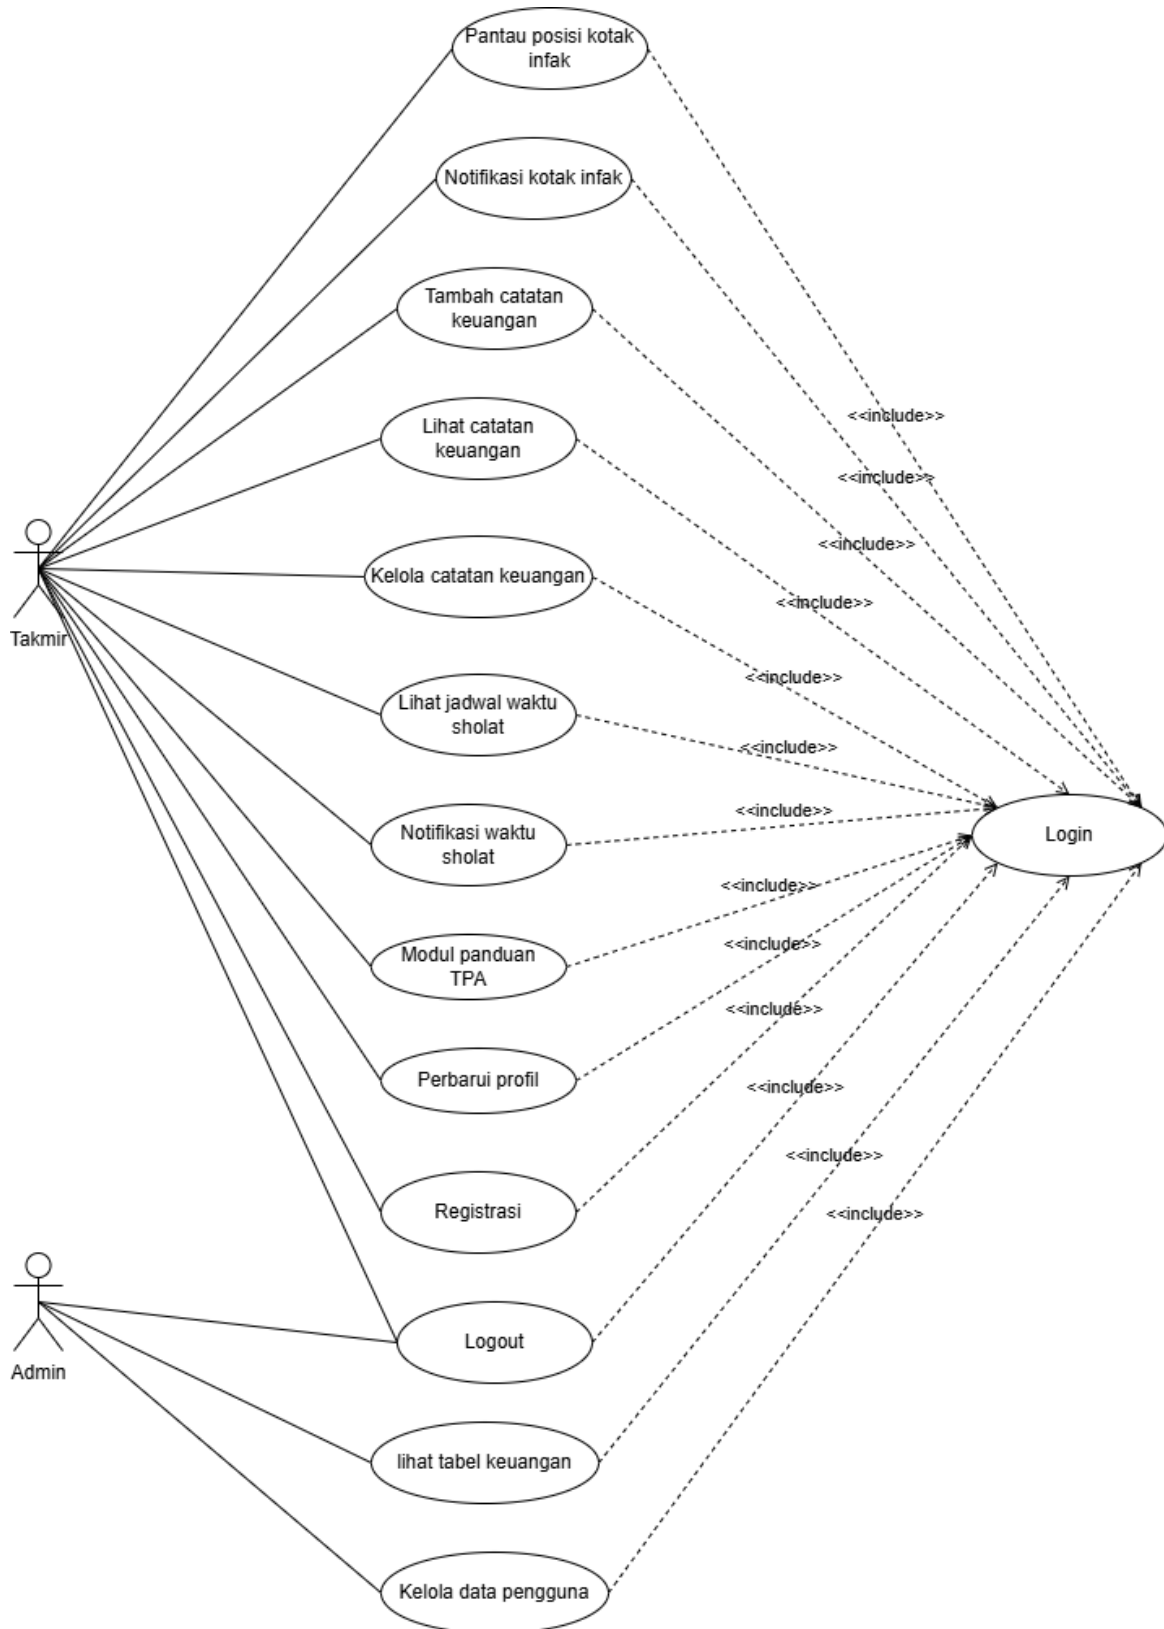 Pantau posisi kotak
infak
Notifikasi kotak infak
Tambah catatan
keuangan
<<include>>
Lihat catatan
keuangan
<<include>>
<<include>>
Kelola catatan keuangan
<<include>>
Takmir
<<include>>
Lihat jadwal waktu
sholat
<<include>>
<<include>>
Notifikasi waktu
sholat
Login
<<include>>
Modul panduan
TPA
<<include>>
<<include>>
Perbarui profil
<<include>>
<<include>>
Registrasi
<<include>>
Logout
Admin
lihat tabel keuangan
Kelola data pengguna